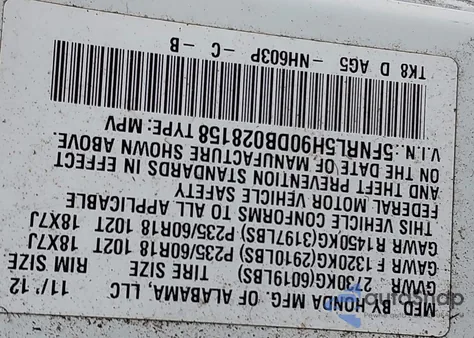 MED. BY HONDA MFG. OF ALABAMA, LLC 11/'12
GVWR 2730KG(6019LBS) TIRE SIZE RIM SIZE
GAWR F 1320KG(2910LBS) P235/60R18 102T 18X7J
GAWR R 1450KG(3197LBS) P235/60R18 102T 18X7J
THIS VEHICLE CONFORMS TO ALL APPLICABLE
FEDERAL MOTOR VEHICLE SAFETY
AND THEFT PREVENTION STANDARDS IN EFFECT
ON THE DATE OF MANUFACTURE SHOWN ABOVE.
V.I.N.:5FNRL5H90DB028158 TYPE: MPV
TK8 D AG5 -NH603P -C -B
autoshop